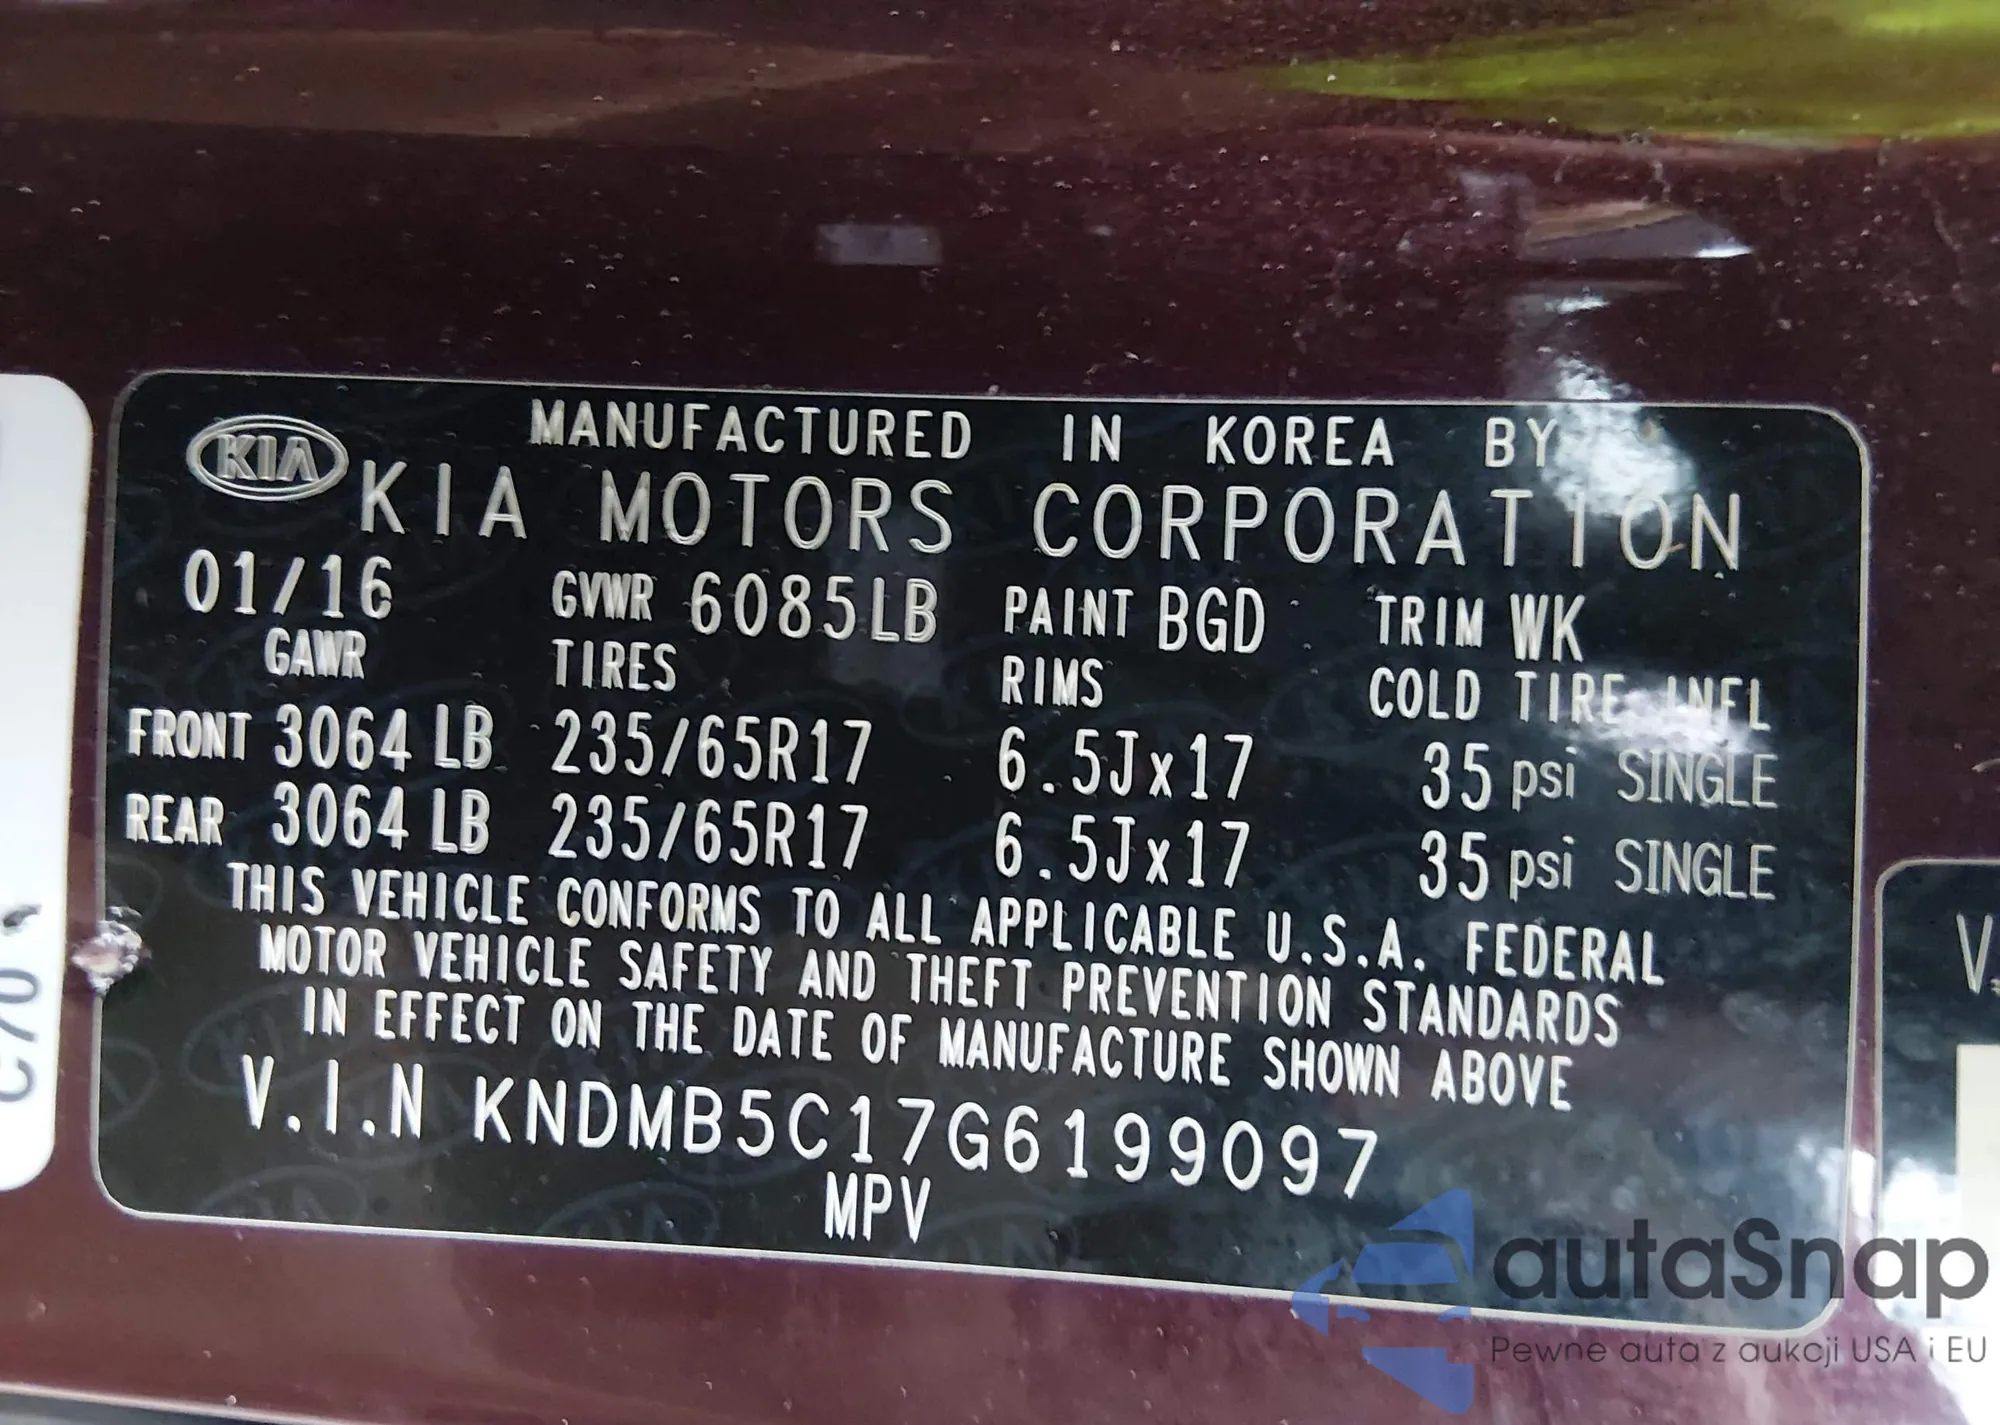 KIA
MANUFACTURED IN KOREA BY
KIA MOTORS CORPORATION
01/16 GVWR 6085LB PAINT BGD TRIM WK
GAWR TIRES RIMS COLD TIRE INFL
FRONT 3064 LB 235/65R17 6.5Jx17 35 psi SINGLE
REAR 3064 LB 235/65R17 6.5Jx17 35 psi SINGLE
THIS VEHICLE CONFORMS TO ALL APPLICABLE U.S.A. FEDERAL
MOTOR VEHICLE SAFETY AND THEFT PREVENTION STANDARDS
IN EFFECT ON THE DATE OF MANUFACTURE SHOWN ABOVE
V.I.N KNDMB5C17G6199097
MPV
C70
autaSnap
Pewne auta z aukcji USA i EU